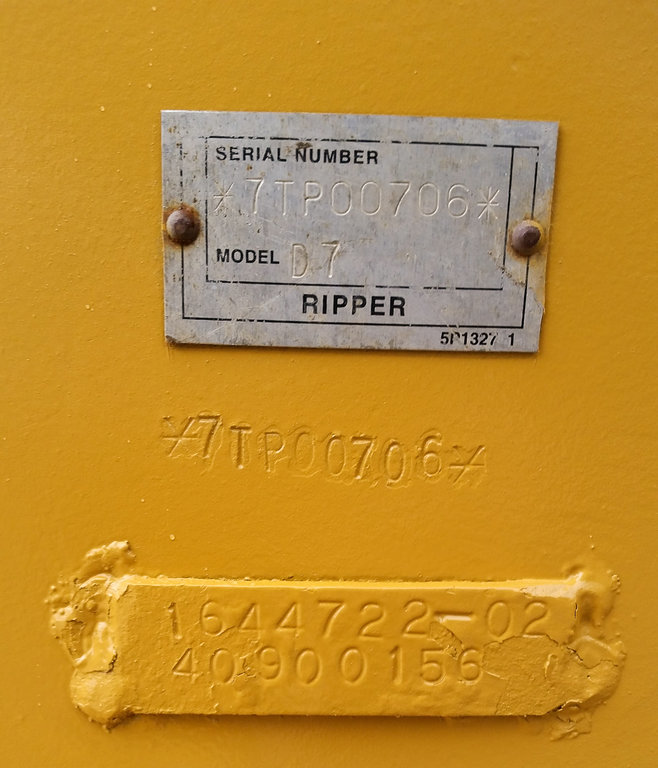 SERIAL NUMBER
*7TP00706*
MODEL D7
RIPPER
5P1327 1
*7TP00706*
1644722-02
40900156